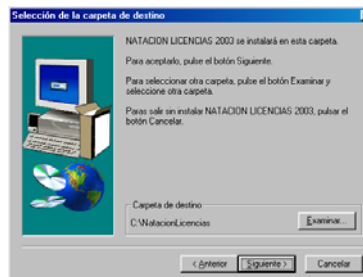 Selección de la carpeta de destino
NATACION LICENCIAS 2003 se instalará en esta carpeta.
Para aceptarlo, pulse el botón Siguiente.
Para seleccionar otra carpeta, pulse el botón Examinar y
seleccione otra carpeta.
Paras salir sin instalar NATACION LICENCIAS 2003, pulsar el
botón Cancelar.
Carpeta de destino
C:\NatacionLicencias
Examinar...
< Anterior
Siguiente >
Cancelar